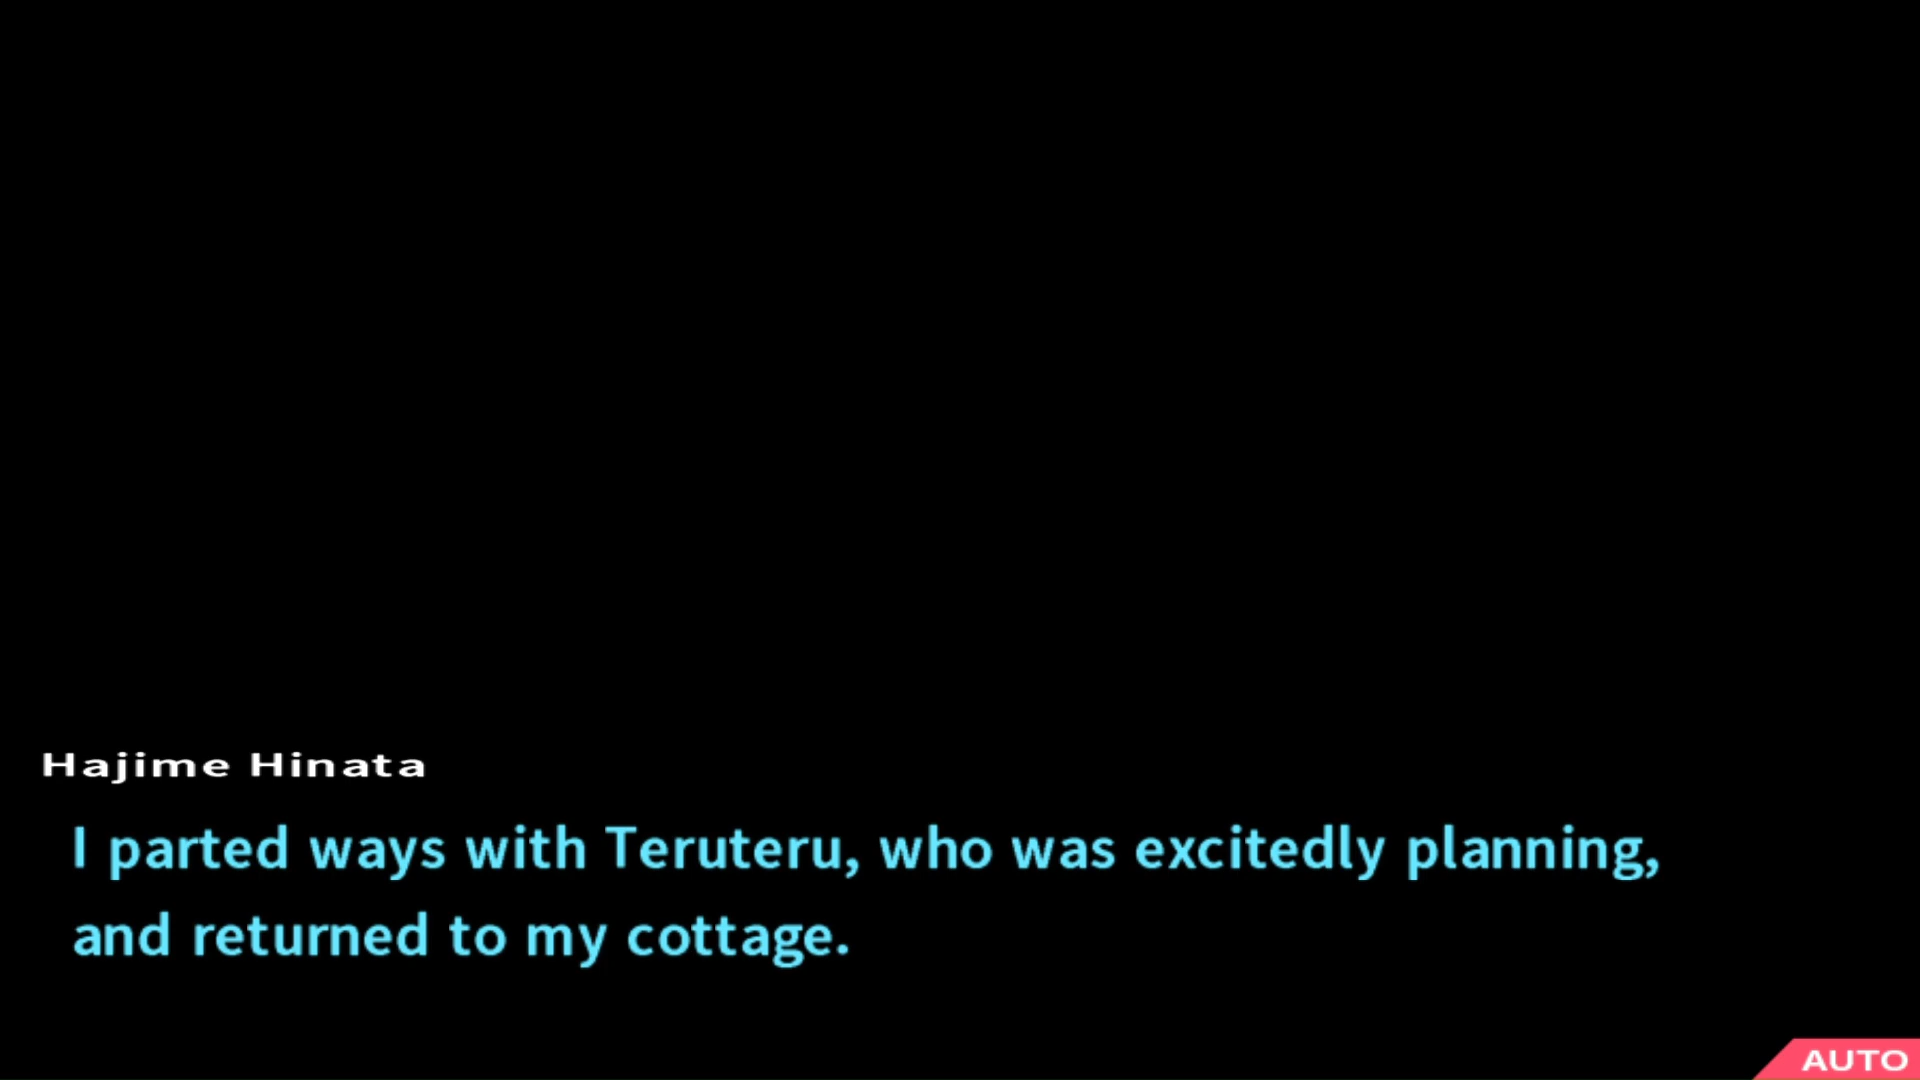 Hajime Hinata
I parted ways with Teruteru, who was excitedly planning,
and returned to my cottage.
AUTO